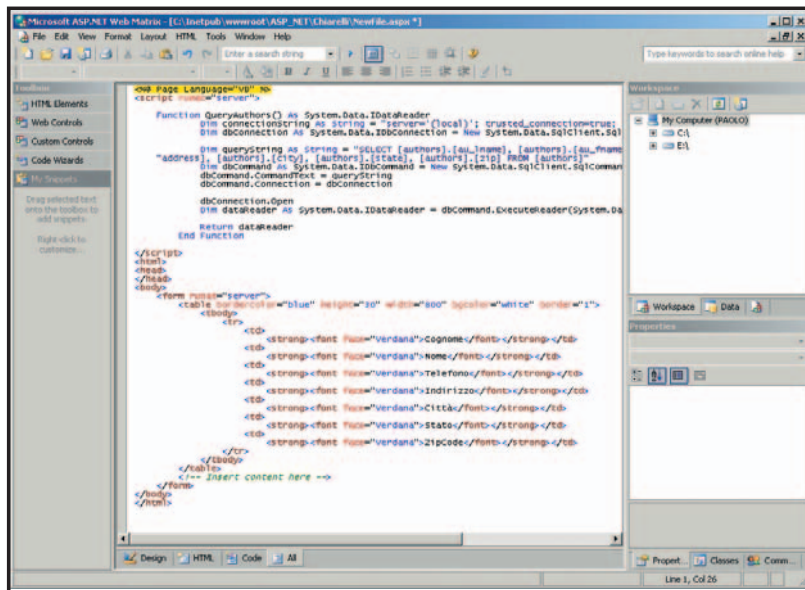 Microsoft ASP.NET Web Matrix - [C:\Inetpub\wwwroot\ASP_NET\Chiarelli\NewFile.aspx *]
File Edit View Format Layout HTML Tools Window Help
Enter a search string
Type keywords to search online help
Toolbox
HTML Elements
Web Controls
Custom Controls
Code Wizards
My Snippets
Drag selected text
onto the toolbox to
add snippets.
Right-click to
customize...
<%@ Page Language="VB" %>
<script runat="server">
Function QueryAuthors() As System.Data.IDataReader
Dim connectionString As String = "server='(local)'; trusted_connection=true;
Dim dbConnection As System.Data.IDbConnection = New System.Data.SqlClient.Sql
Dim queryString As String = "SELECT [authors].[au_lname], [authors].[au_fname
"address], [authors].[city], [authors].[state], [authors].[zip] FROM [authors]"
Dim dbCommand As System.Data.IDbCommand = New System.Data.SqlClient.SqlComman
dbCommand.CommandText = queryString
dbCommand.Connection = dbConnection
dbConnection.Open
Dim dataReader As System.Data.IDataReader = dbCommand.ExecuteReader(System.Da
Return dataReader
End Function
</script>
<html>
<head>
</head>
<body>
<form runat="server">
<table bordercolor="blue" height="30" width="800" bgcolor="white" border="1">
<tbody>
<tr>
<td>
<strong><font face="Verdana">Cognome</font></strong></td>
<td>
<strong><font face="Verdana">Nome</font></strong></td>
<td>
<strong><font face="Verdana">Telefono</font></strong></td>
<td>
<strong><font face="Verdana">Indirizzo</font></strong></td>
<td>
<strong><font face="Verdana">Città</font></strong></td>
<td>
<strong><font face="Verdana">Stato</font></strong></td>
<td>
<strong><font face="Verdana">ZipCode</font></strong></td>
</tr>
</tbody>
</table>
<!-- Insert content here -->
</form>
</body>
</html>
Design HTML Code All
Workspace
My Computer (PAOLO)
C:\
E:\
Workspace Data
Properties
Propert... Classes Comm...
Line 1, Col 26